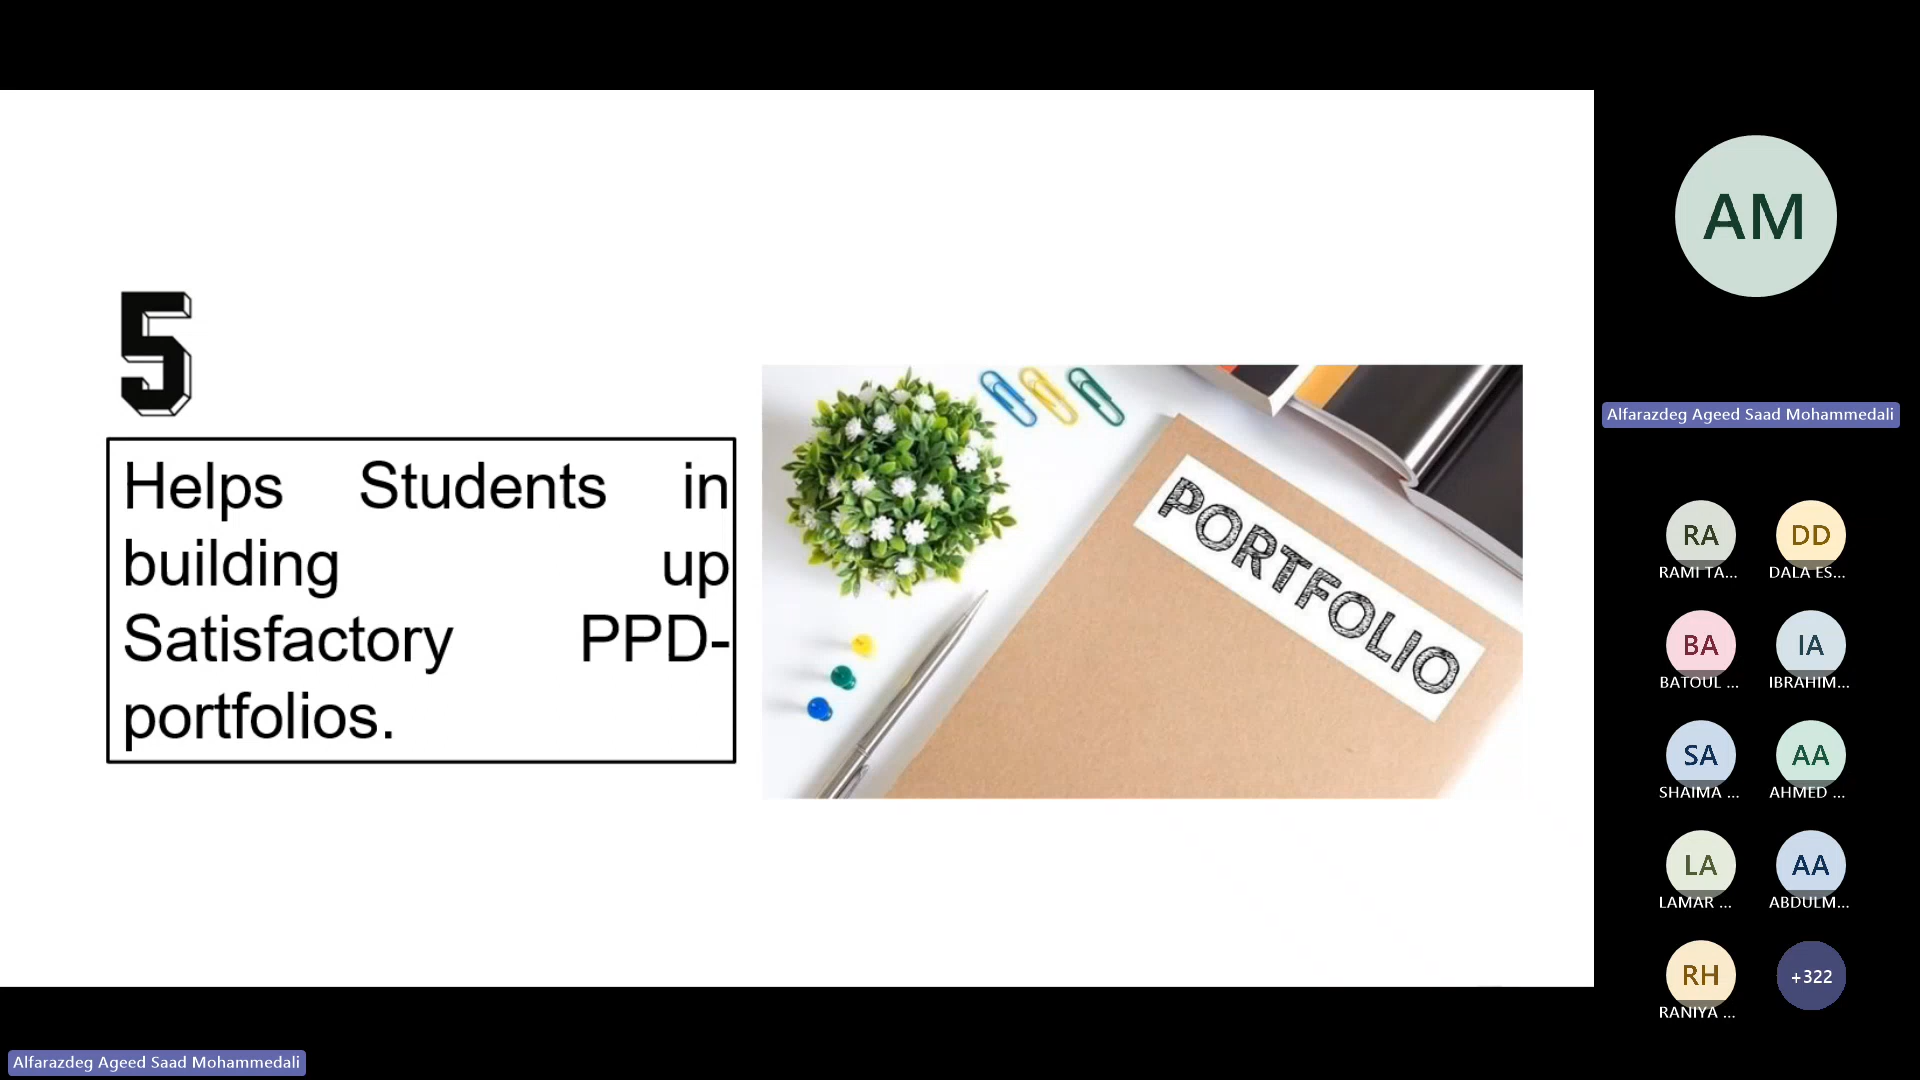 5
Helps Students in
building up
Satisfactory PPD-
portfolios.
PORTFOLIO
AM
Alfarazdeg Ageed Saad Mohammedali
RA
DD
RAMI TA...
DALA ES...
BA
IA
BATOUL ...
IBRAHIM...
SA
AA
SHAIMA ...
AHMED ...
LA
AA
LAMAR ...
ABDULM...
RH
+322
RANIYA ...
Alfarazdeg Ageed Saad Mohammedali